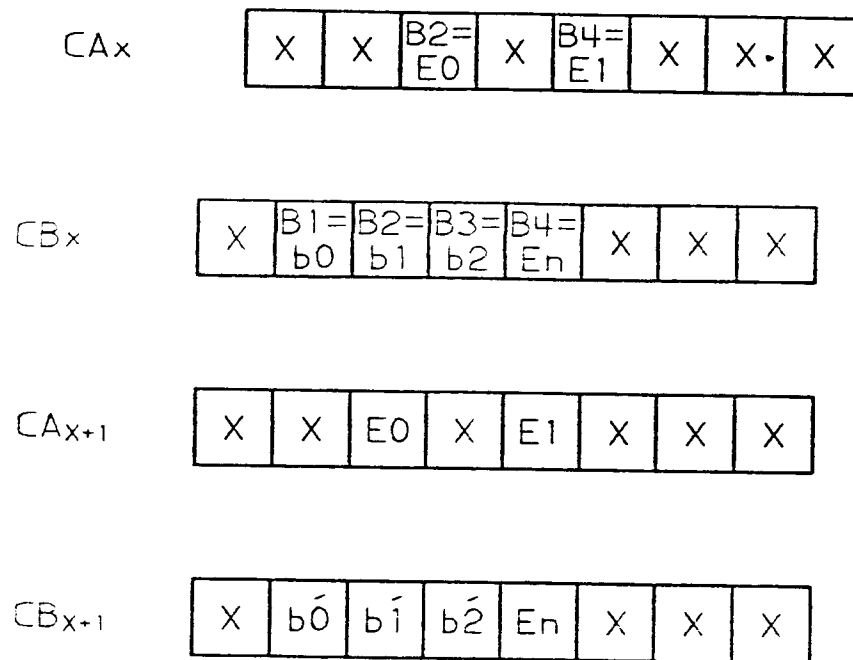 CAx X X B2= E0 X B4= E1 X X. X
CBx X B1= b0 B2= b1 B3= b2 B4= En X X X
CAx+1 X X E0 X E1 X X X
CBx+1 X b0́ b1́ b2́ En X X X